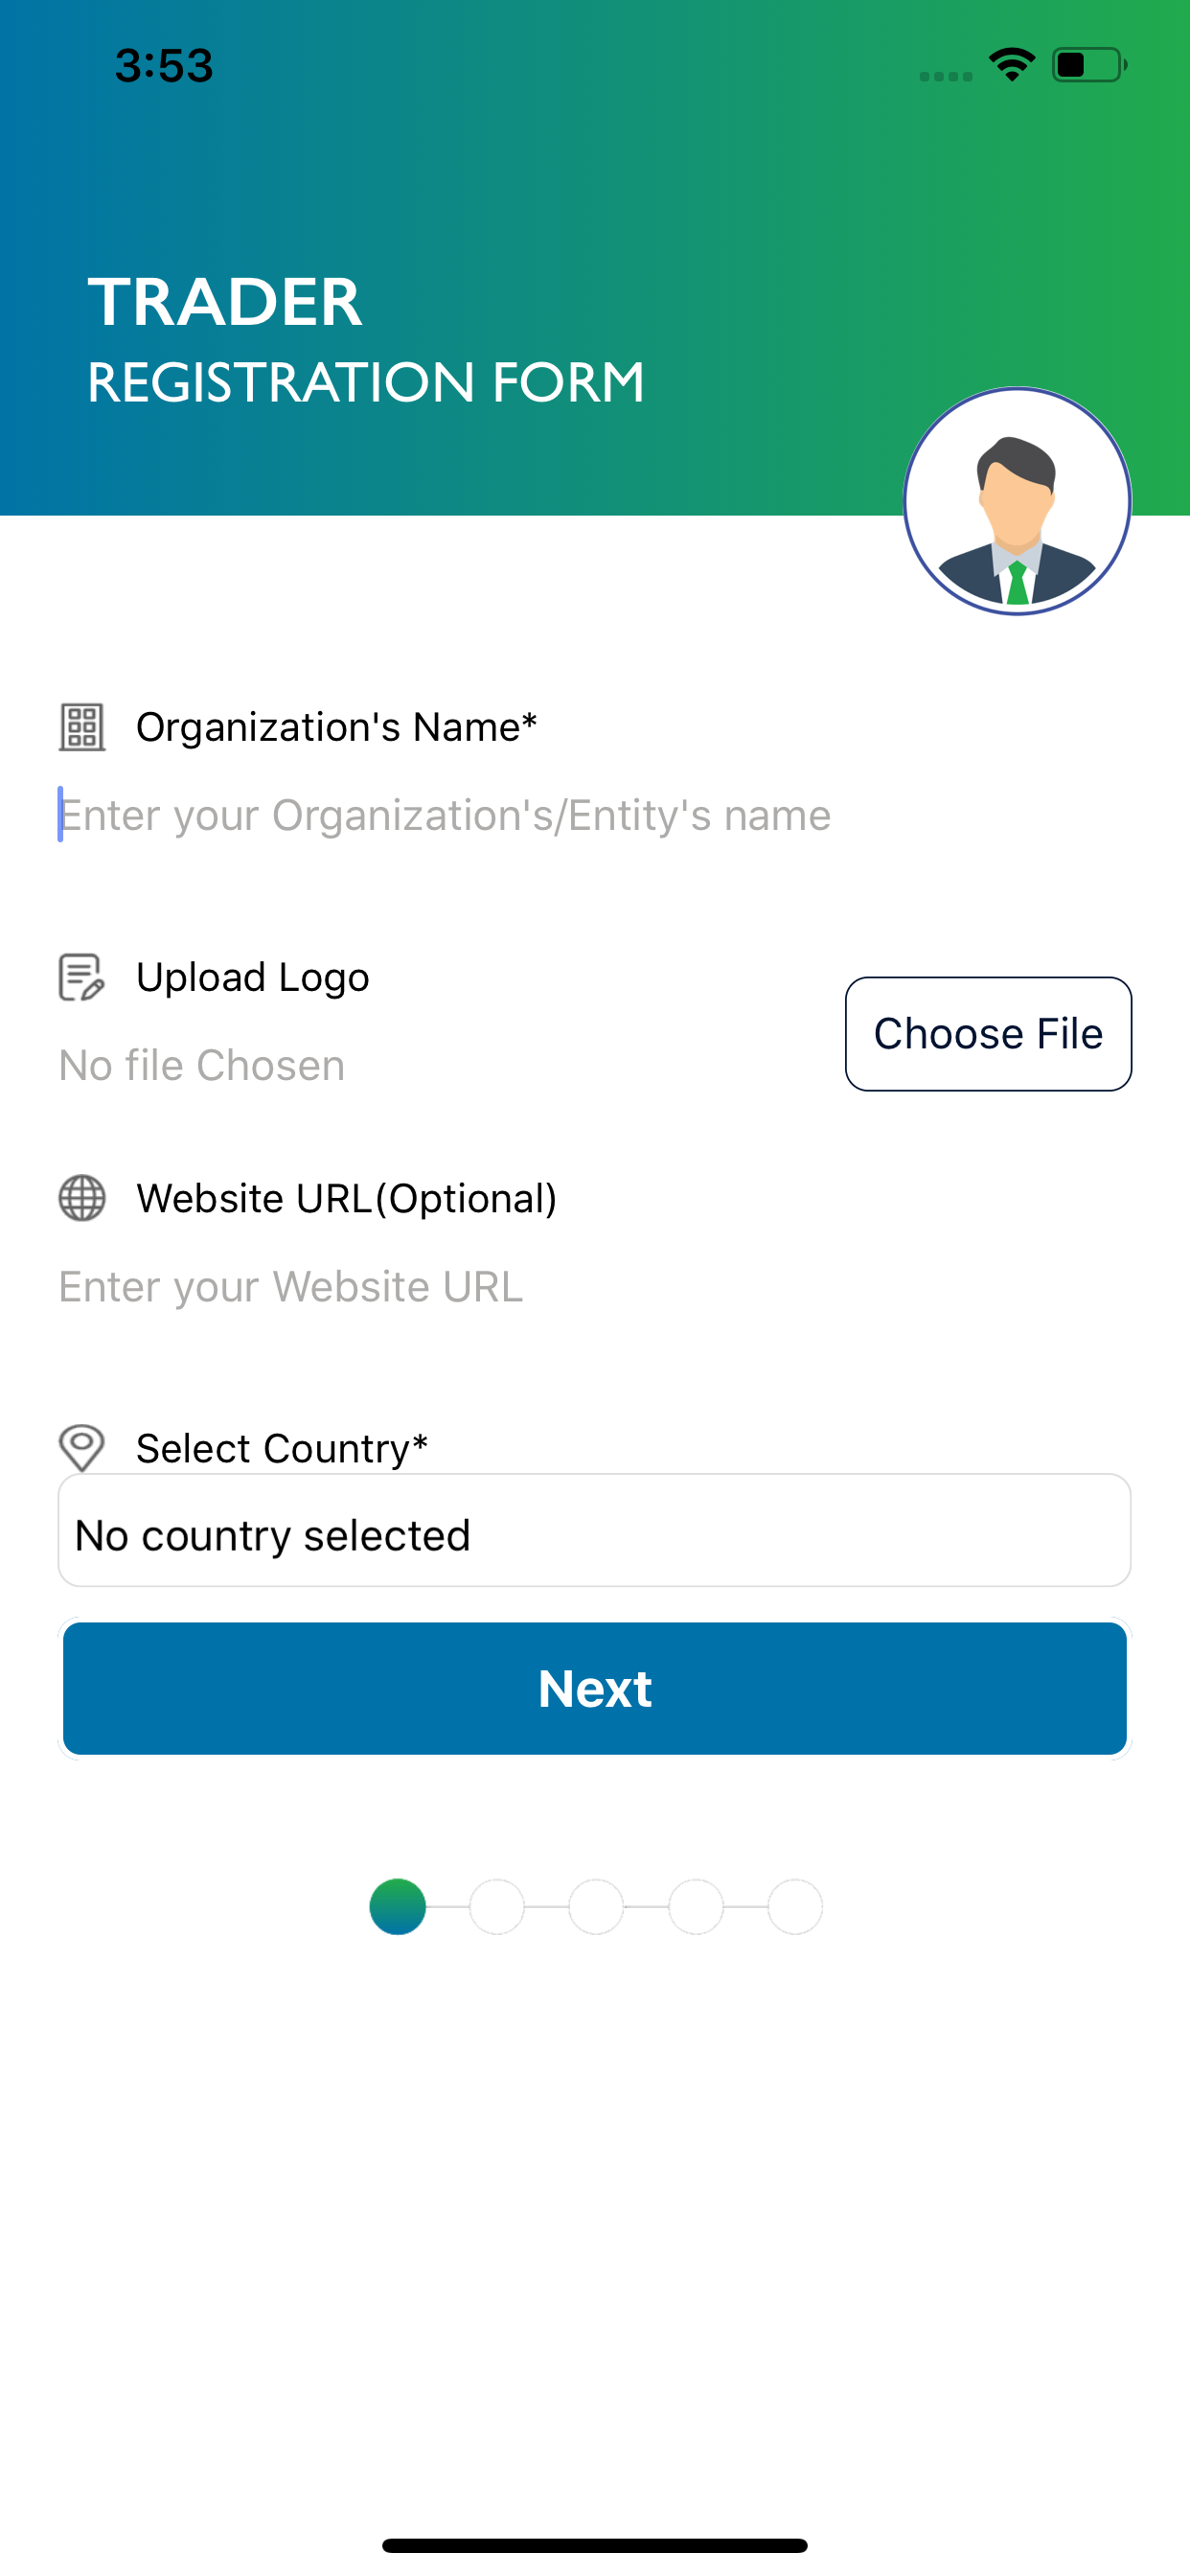 3:53
TRADER
REGISTRATION FORM
Organization's Name*
Enter your Organization's/Entity's name
Upload Logo
No file Chosen
Choose File
Website URL(Optional)
Enter your Website URL
Select Country*
No country selected
Next